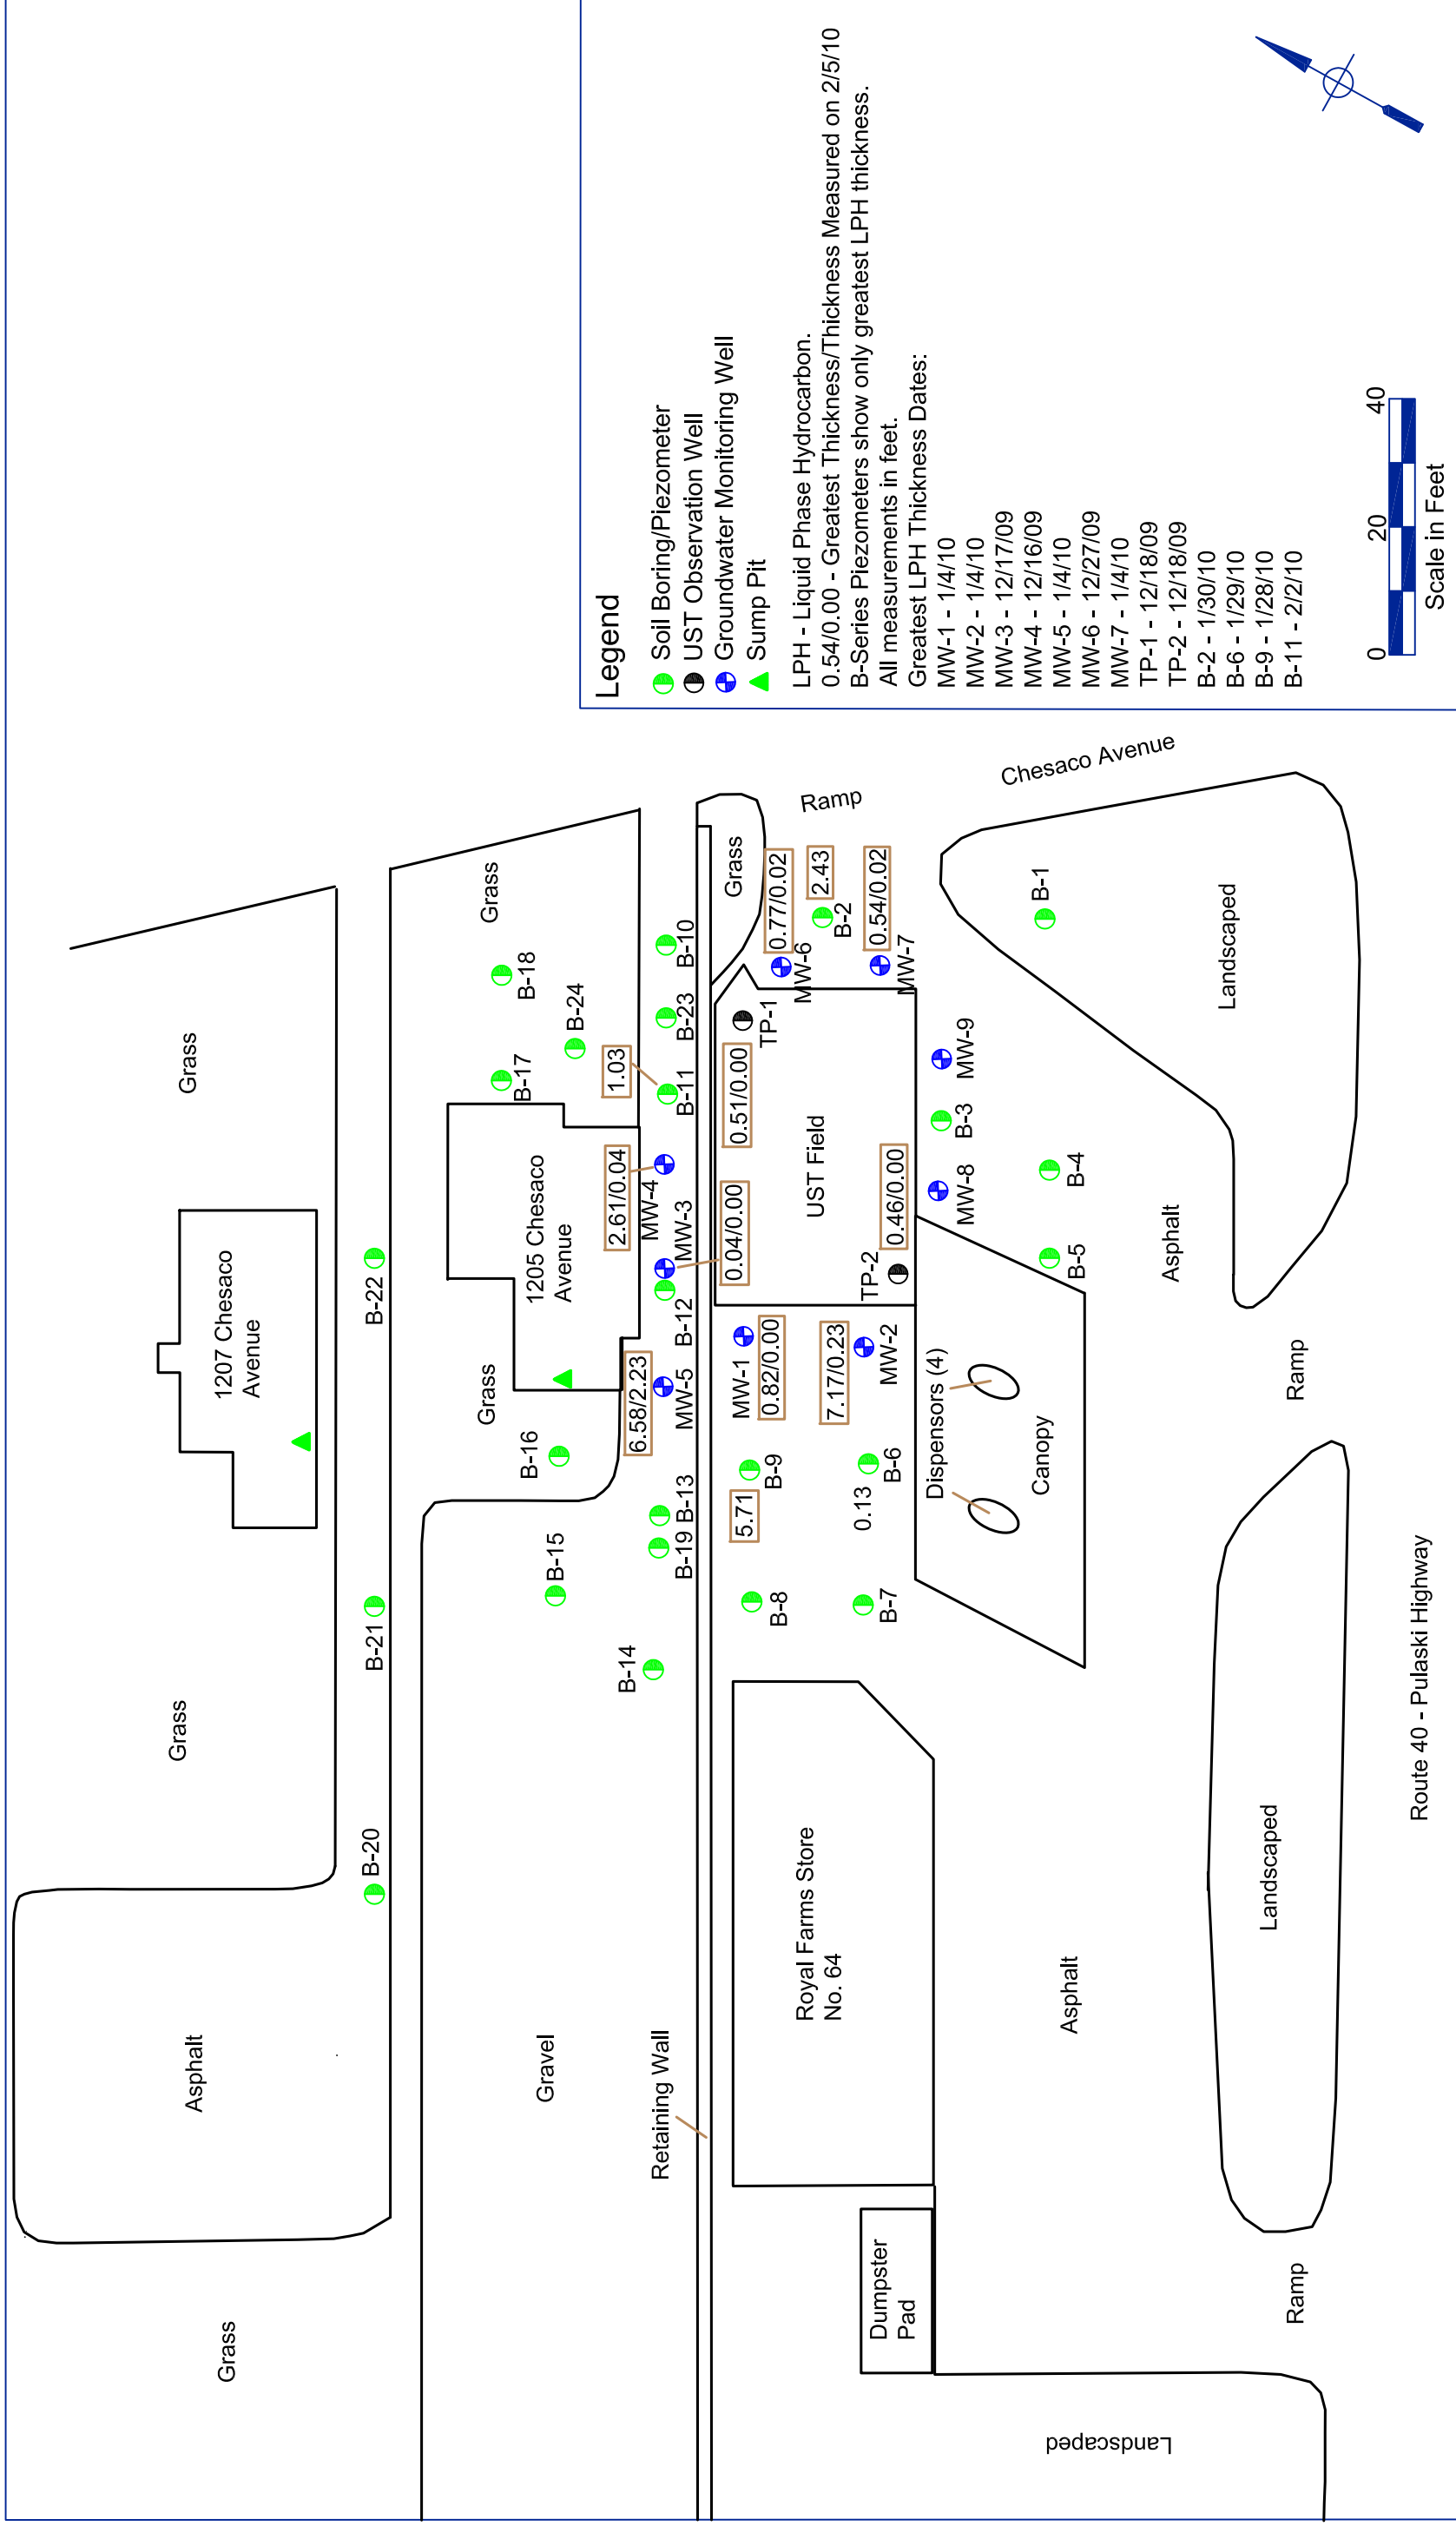 Grass
Asphalt
Grass
Grass
1207 Chesaco
Avenue
B-20
B-21
B-22
Gravel
Grass
Grass
1205 Chesaco
Avenue
B-15
B-16
B-17
B-18
B-24
B-14
B-19
B-13
6.58/2.23
MW-5
B-12
MW-3
2.61/0.04
MW-4
1.03
B-11
B-23
B-10
Retaining Wall
Grass
Royal Farms Store
No. 64
Dumpster
Pad
B-8
B-7
5.71
B-9
0.13
B-6
MW-1
0.82/0.00
7.17/0.23
MW-2
0.04/0.00
0.51/0.00
TP-1
UST Field
TP-2
0.46/0.00
0.77/0.02
MW-6
2.43
B-2
0.54/0.02
MW-7
Ramp
Chesaco Avenue
MW-8
B-3
MW-9
B-5
B-4
B-1
Dispensors (4)
Canopy
Asphalt
Asphalt
Landscaped
Landscaped
Landscaped
Ramp
Ramp
Route 40 - Pulaski Highway
Legend
Soil Boring/Piezometer
UST Observation Well
Groundwater Monitoring Well
Sump Pit
LPH - Liquid Phase Hydrocarbon.
0.54/0.00 - Greatest Thickness/Thickness Measured on 2/5/10
B-Series Piezometers show only greatest LPH thickness.
All measurements in feet.
Greatest LPH Thickness Dates:
MW-1 - 1/4/10
MW-2 - 1/4/10
MW-3 - 12/17/09
MW-4 - 12/16/09
MW-5 - 1/4/10
MW-6 - 12/27/09
MW-7 - 1/4/10
TP-1 - 12/18/09
TP-2 - 12/18/09
B-2 - 1/30/10
B-6 - 1/29/10
B-9 - 1/28/10
B-11 - 2/2/10
0 20 40
Scale in Feet